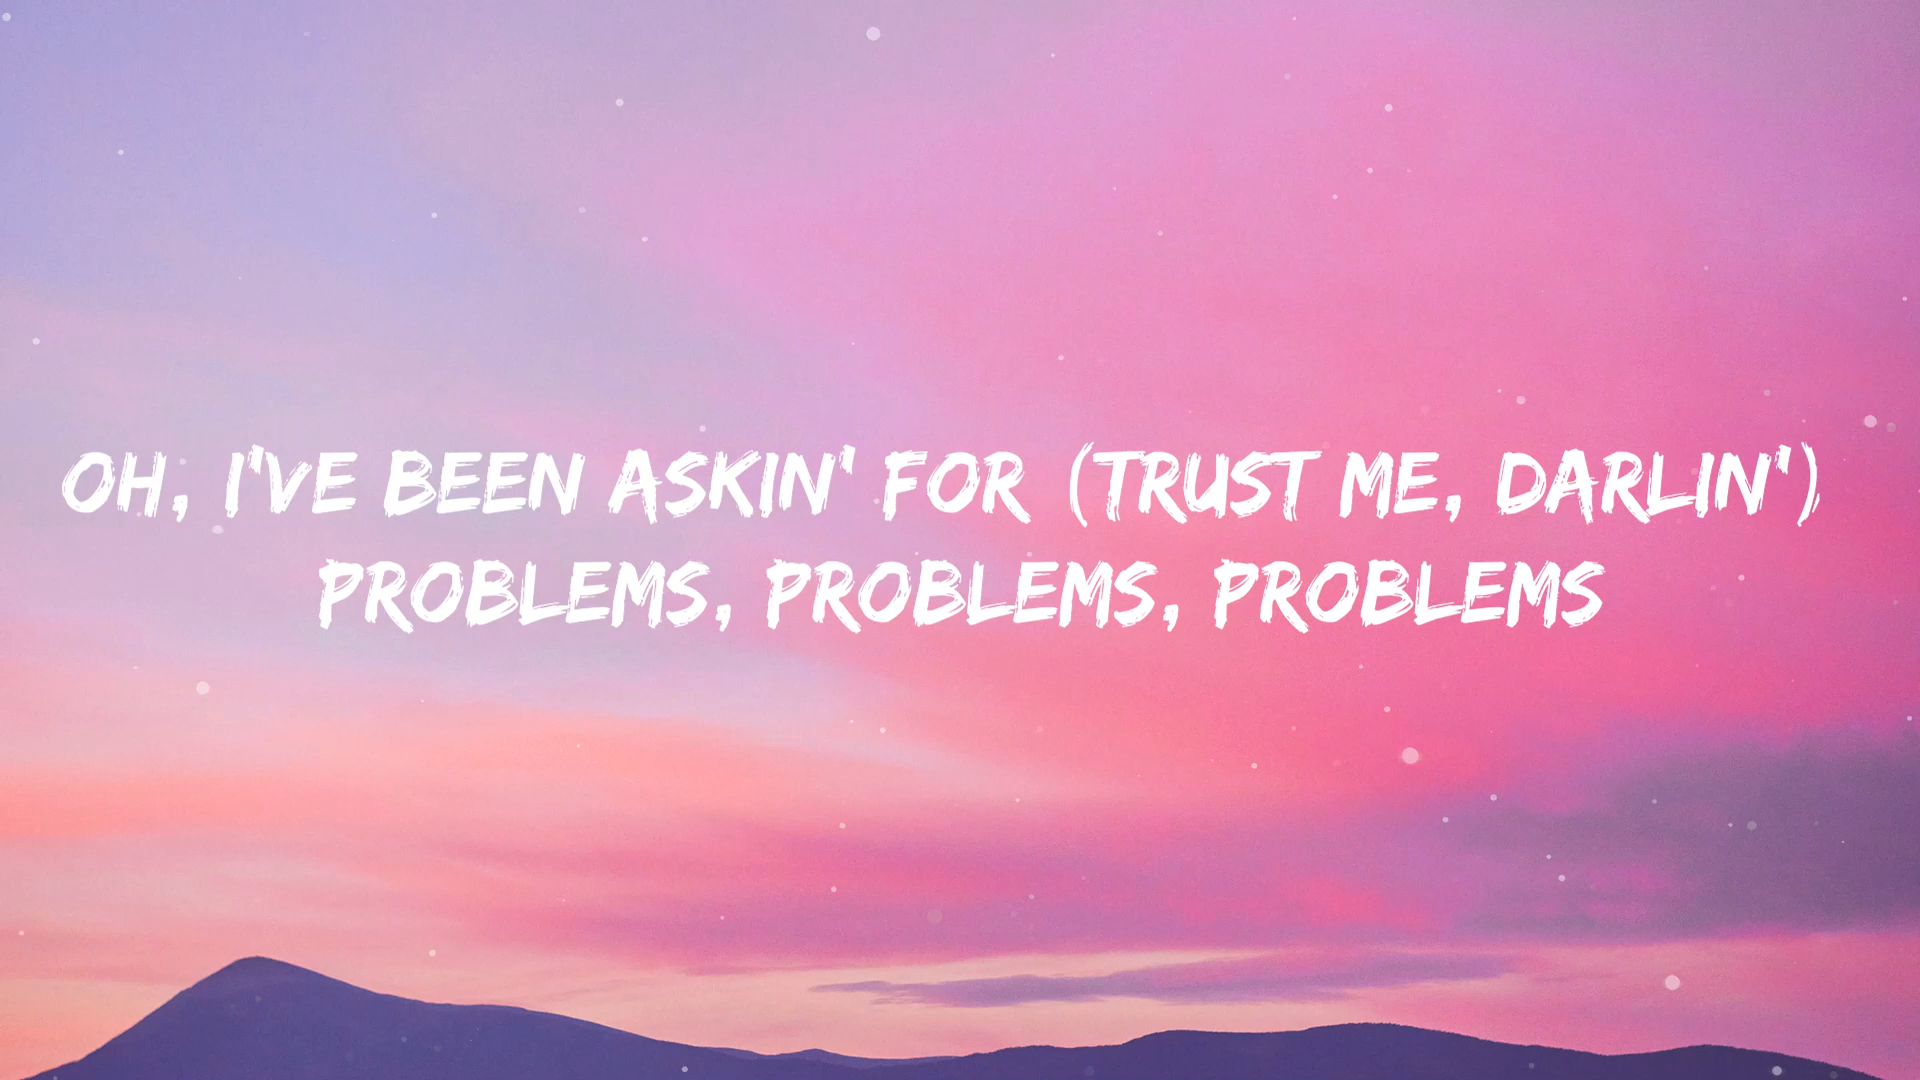 OH, I'VE BEEN ASKIN' FOR (TRUST ME, DARLIN')
PROBLEMS, PROBLEMS, PROBLEMS